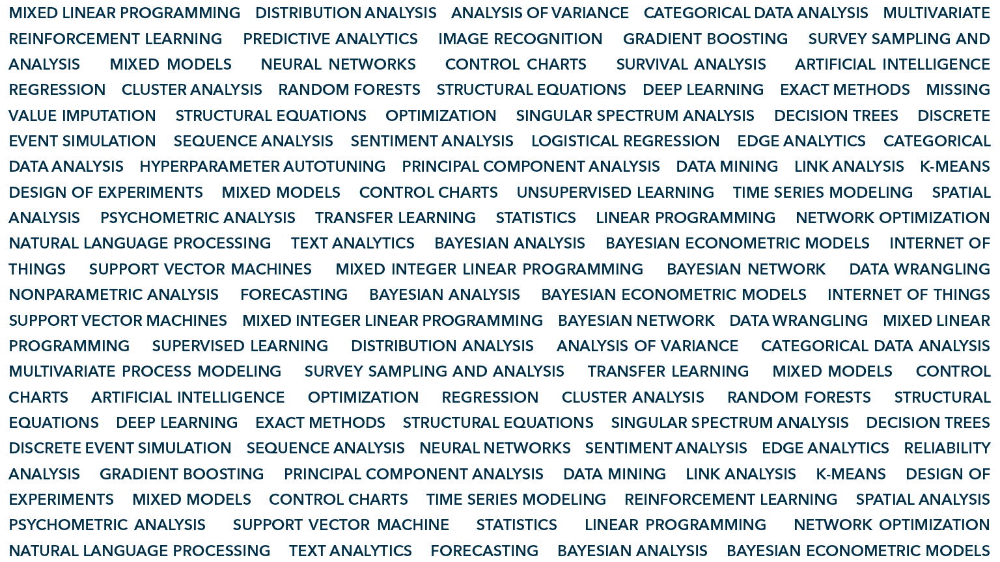 MIXED LINEAR PROGRAMMING DISTRIBUTION ANALYSIS ANALYSIS OF VARIANCE CATEGORICAL DATA ANALYSIS MULTIVARIATE
REINFORCEMENT LEARNING PREDICTIVE ANALYTICS IMAGE RECOGNITION GRADIENT BOOSTING SURVEY SAMPLING AND
ANALYSIS MIXED MODELS NEURAL NETWORKS CONTROL CHARTS SURVIVAL ANALYSIS ARTIFICIAL INTELLIGENCE
REGRESSION CLUSTER ANALYSIS RANDOM FORESTS STRUCTURAL EQUATIONS DEEP LEARNING EXACT METHODS MISSING
VALUE IMPUTATION STRUCTURAL EQUATIONS OPTIMIZATION SINGULAR SPECTRUM ANALYSIS DECISION TREES DISCRETE
EVENT SIMULATION SEQUENCE ANALYSIS SENTIMENT ANALYSIS LOGISTICAL REGRESSION EDGE ANALYTICS CATEGORICAL
DATA ANALYSIS HYPERPARAMETER AUTOTUNING PRINCIPAL COMPONENT ANALYSIS DATA MINING LINK ANALYSIS K-MEANS
DESIGN OF EXPERIMENTS MIXED MODELS CONTROL CHARTS UNSUPERVISED LEARNING TIME SERIES MODELING SPATIAL
ANALYSIS PSYCHOMETRIC ANALYSIS TRANSFER LEARNING STATISTICS LINEAR PROGRAMMING NETWORK OPTIMIZATION
NATURAL LANGUAGE PROCESSING TEXT ANALYTICS BAYESIAN ANALYSIS BAYESIAN ECONOMETRIC MODELS INTERNET OF
THINGS SUPPORT VECTOR MACHINES MIXED INTEGER LINEAR PROGRAMMING BAYESIAN NETWORK DATA WRANGLING
NONPARAMETRIC ANALYSIS FORECASTING BAYESIAN ANALYSIS BAYESIAN ECONOMETRIC MODELS INTERNET OF THINGS
SUPPORT VECTOR MACHINES MIXED INTEGER LINEAR PROGRAMMING BAYESIAN NETWORK DATA WRANGLING MIXED LINEAR
PROGRAMMING SUPERVISED LEARNING DISTRIBUTION ANALYSIS ANALYSIS OF VARIANCE CATEGORICAL DATA ANALYSIS
MULTIVARIATE PROCESS MODELING SURVEY SAMPLING AND ANALYSIS TRANSFER LEARNING MIXED MODELS CONTROL
CHARTS ARTIFICIAL INTELLIGENCE OPTIMIZATION REGRESSION CLUSTER ANALYSIS RANDOM FORESTS STRUCTURAL
EQUATIONS DEEP LEARNING EXACT METHODS STRUCTURAL EQUATIONS SINGULAR SPECTRUM ANALYSIS DECISION TREES
DISCRETE EVENT SIMULATION SEQUENCE ANALYSIS NEURAL NETWORKS SENTIMENT ANALYSIS EDGE ANALYTICS RELIABILITY
ANALYSIS GRADIENT BOOSTING PRINCIPAL COMPONENT ANALYSIS DATA MINING LINK ANALYSIS K-MEANS DESIGN OF
EXPERIMENTS MIXED MODELS CONTROL CHARTS TIME SERIES MODELING REINFORCEMENT LEARNING SPATIAL ANALYSIS
PSYCHOMETRIC ANALYSIS SUPPORT VECTOR MACHINE STATISTICS LINEAR PROGRAMMING NETWORK OPTIMIZATION
NATURAL LANGUAGE PROCESSING TEXT ANALYTICS FORECASTING BAYESIAN ANALYSIS BAYESIAN ECONOMETRIC MODELS